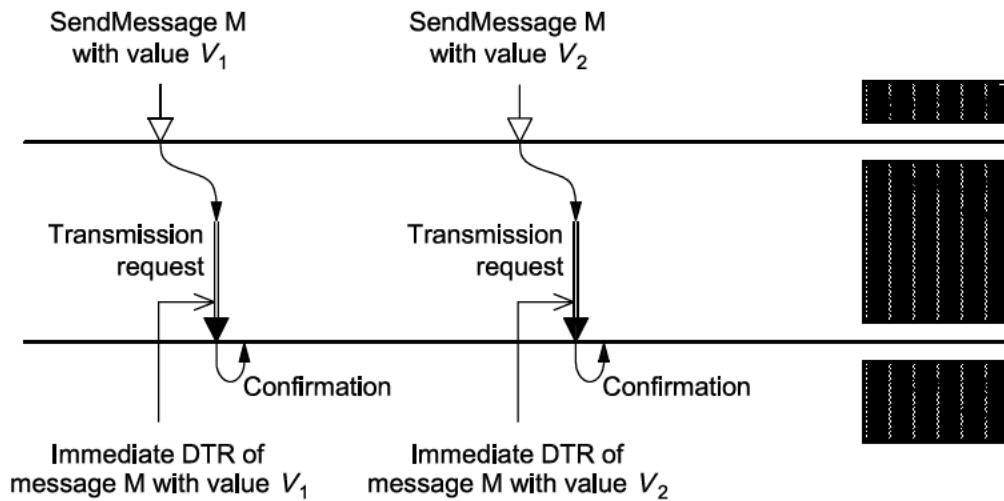 SendMessage M
with value V₁
SendMessage M
with value V₂
Transmission
request
Transmission
request
Confirmation
Confirmation
Immediate DTR of
message M with value V₁
Immediate DTR of
message M with value V₂